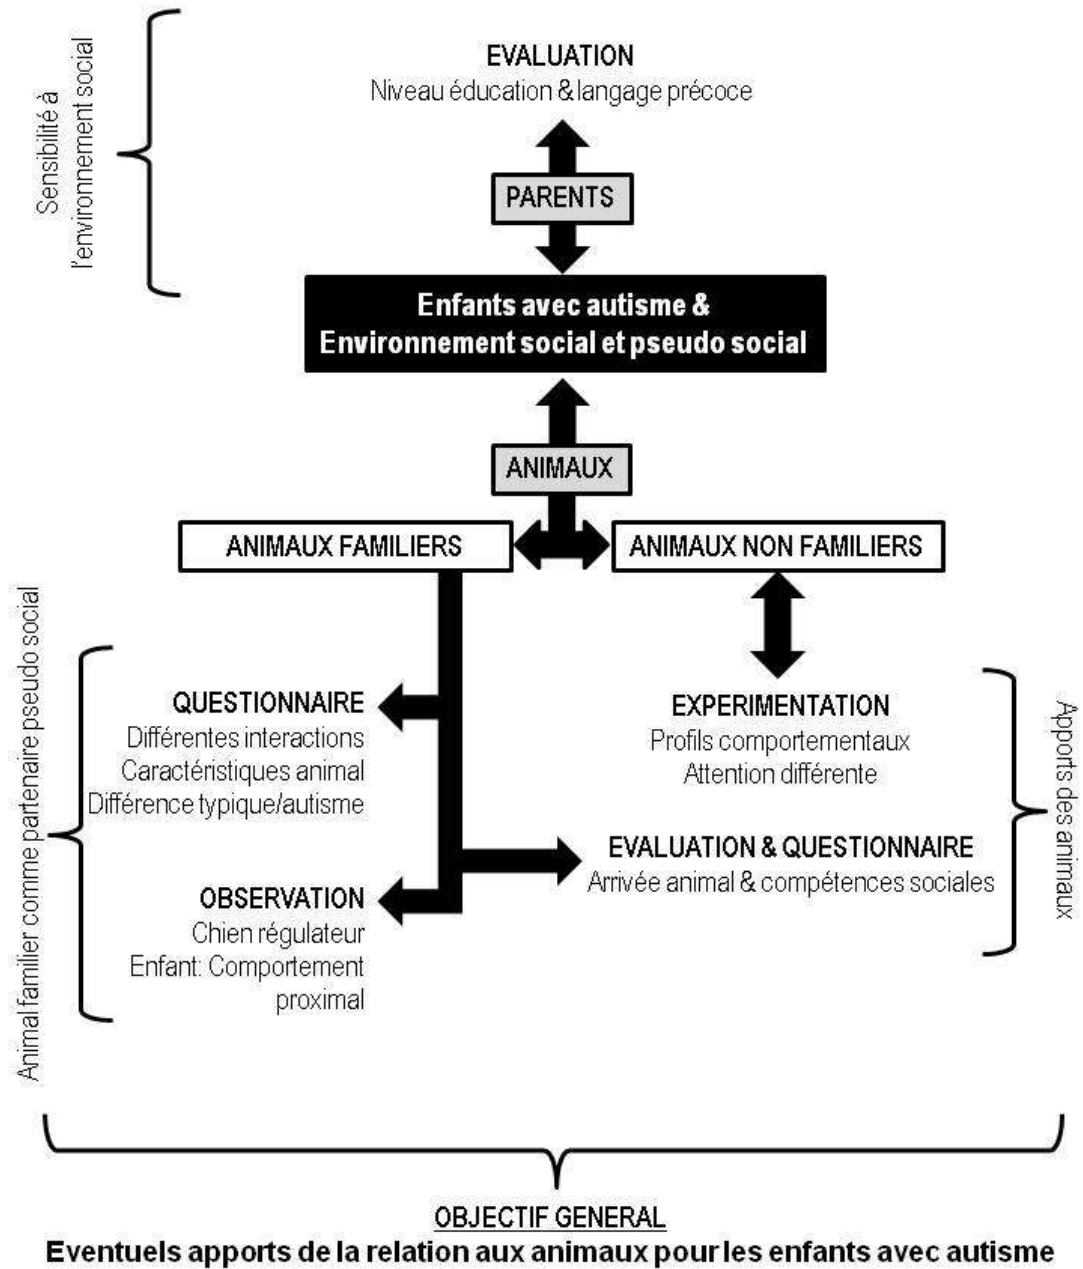 Sensibilité à
l'environnement social
EVALUATION
Niveau éducation & langage précoce
PARENTS
Enfants avec autisme &
Environnement social et pseudo social
ANIMAUX
ANIMAUX FAMILIERS
ANIMAUX NON FAMILIERS
Animal familier comme partenaire pseudo social
QUESTIONNAIRE
Différentes interactions
Caractéristiques animal
Différence typique/autisme
OBSERVATION
Chien régulateur
Enfant: Comportement
proximal
EXPERIMENTATION
Profils comportementaux
Attention différente
EVALUATION & QUESTIONNAIRE
Arrivée animal & compétences sociales
Apports des animaux
OBJECTIF GENERAL
Eventuels apports de la relation aux animaux pour les enfants avec autisme